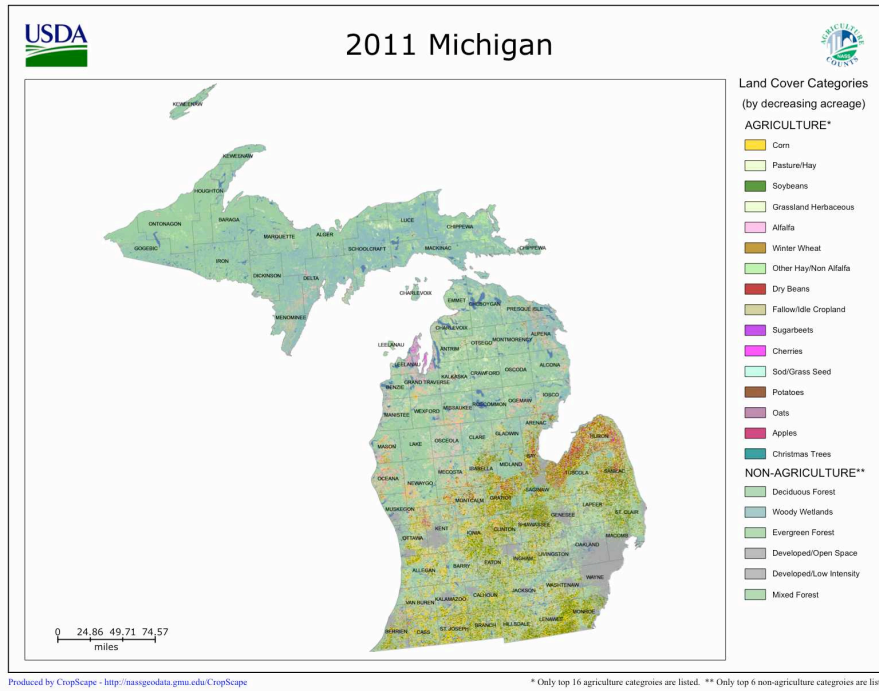 USDA
2011 Michigan
AGRICULTURE
COUNTS
NASS
KEWEENAW
KEWEENAW
HOUGHTON
ONTONAGON
BARAGA
GOGEBIC
MARQUETTE
ALGER
LUCE
CHIPPEWA
IRON
SCHOOLCRAFT
MACKINAC
CHIPPEWA
DICKINSON
DELTA
MENOMINEE
CHARLEVOIX
EMMET
CHEBOYGAN
PRESQUE ISLE
CHARLEVOIX
LEELANAU
ANTRIM
OTSEGO
MONTMORENCY
ALPENA
LEELANAU
BENZIE
GRAND TRAVERSE
KALKASKA
CRAWFORD
OSCODA
ALCONA
MANISTEE
WEXFORD
MISSAUKEE
ROSCOMMON
OGEMAW
IOSCO
MASON
LAKE
OSCEOLA
CLARE
GLADWIN
ARENAC
HURON
OCEANA
NEWAYGO
MECOSTA
ISABELLA
MIDLAND
BAY
TUSCOLA
SANILAC
MUSKEGON
MONTCALM
GRATIOT
SAGINAW
GENESEE
LAPEER
ST. CLAIR
OTTAWA
KENT
IONIA
CLINTON
SHIAWASSEE
MACOMB
OAKLAND
ALLEGAN
BARRY
EATON
INGHAM
LIVINGSTON
WAYNE
VAN BUREN
KALAMAZOO
CALHOUN
JACKSON
WASHTENAW
BERRIEN
CASS
ST. JOSEPH
BRANCH
HILLSDALE
LENAWEE
MONROE
0 24.86 49.71 74.57
miles
Land Cover Categories
(by decreasing acreage)
AGRICULTURE*
Corn
Pasture/Hay
Soybeans
Grassland Herbaceous
Alfalfa
Winter Wheat
Other Hay/Non Alfalfa
Dry Beans
Fallow/Idle Cropland
Sugarbeets
Cherries
Sod/Grass Seed
Potatoes
Oats
Apples
Christmas Trees
NON-AGRICULTURE**
Deciduous Forest
Woody Wetlands
Evergreen Forest
Developed/Open Space
Developed/Low Intensity
Mixed Forest
Produced by CropScape - http://nassgeodata.gmu.edu/CropScape
* Only top 16 agriculture categroies are listed. ** Only top 6 non-agriculture categroies are lis